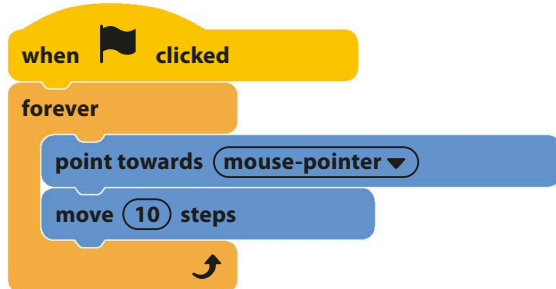 when clicked
forever
point towards mouse-pointer
move 10 steps